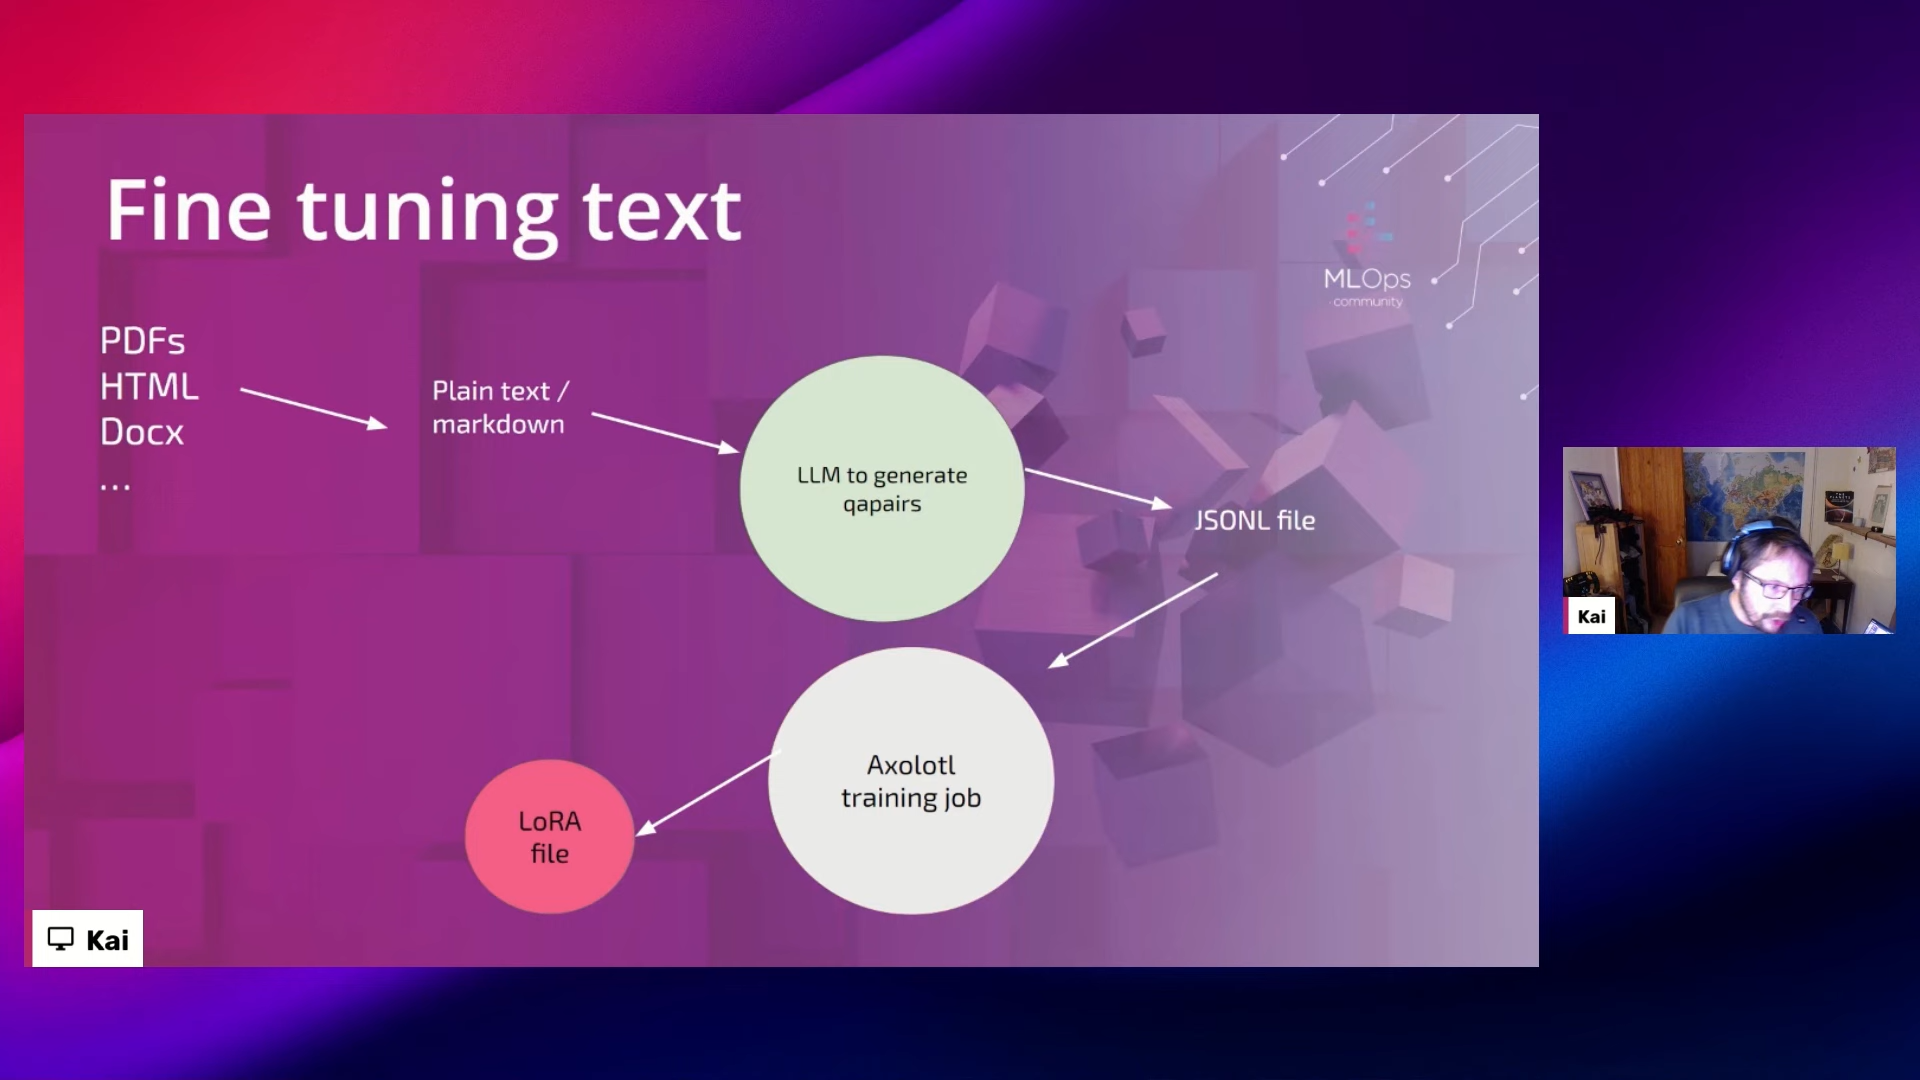 Fine tuning text
MLOps
community
PDFs
HTML
Docx
...
Plain text /
markdown
LLM to generate
qapairs
JSONL file
Axolotl
training job
LoRA
file
Kai
Kai